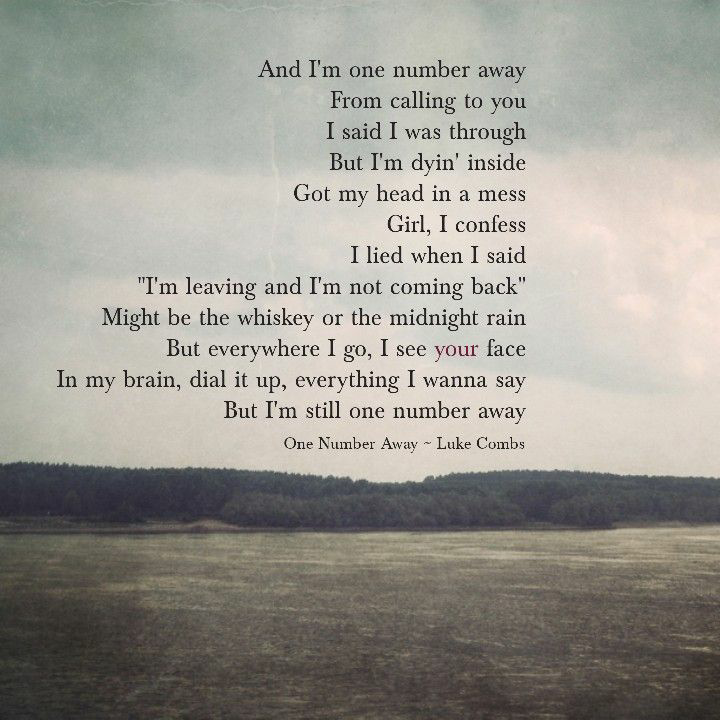 And I'm one number away
From calling to you
I said I was through
But I'm dyin' inside
Got my head in a mess
Girl, I confess
I lied when I said
"I'm leaving and I'm not coming back"
Might be the whiskey or the midnight rain
But everywhere I go, I see your face
In my brain, dial it up, everything I wanna say
But I'm still one number away
One Number Away ~ Luke Combs